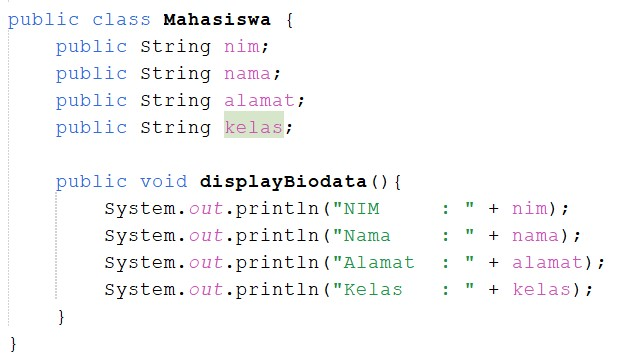 public class Mahasiswa {
    public String nim;
    public String nama;
    public String alamat;
    public String kelas;

    public void displayBiodata(){
        System.out.println("NIM     : " + nim);
        System.out.println("Nama    : " + nama);
        System.out.println("Alamat  : " + alamat);
        System.out.println("Kelas   : " + kelas);
    }
}